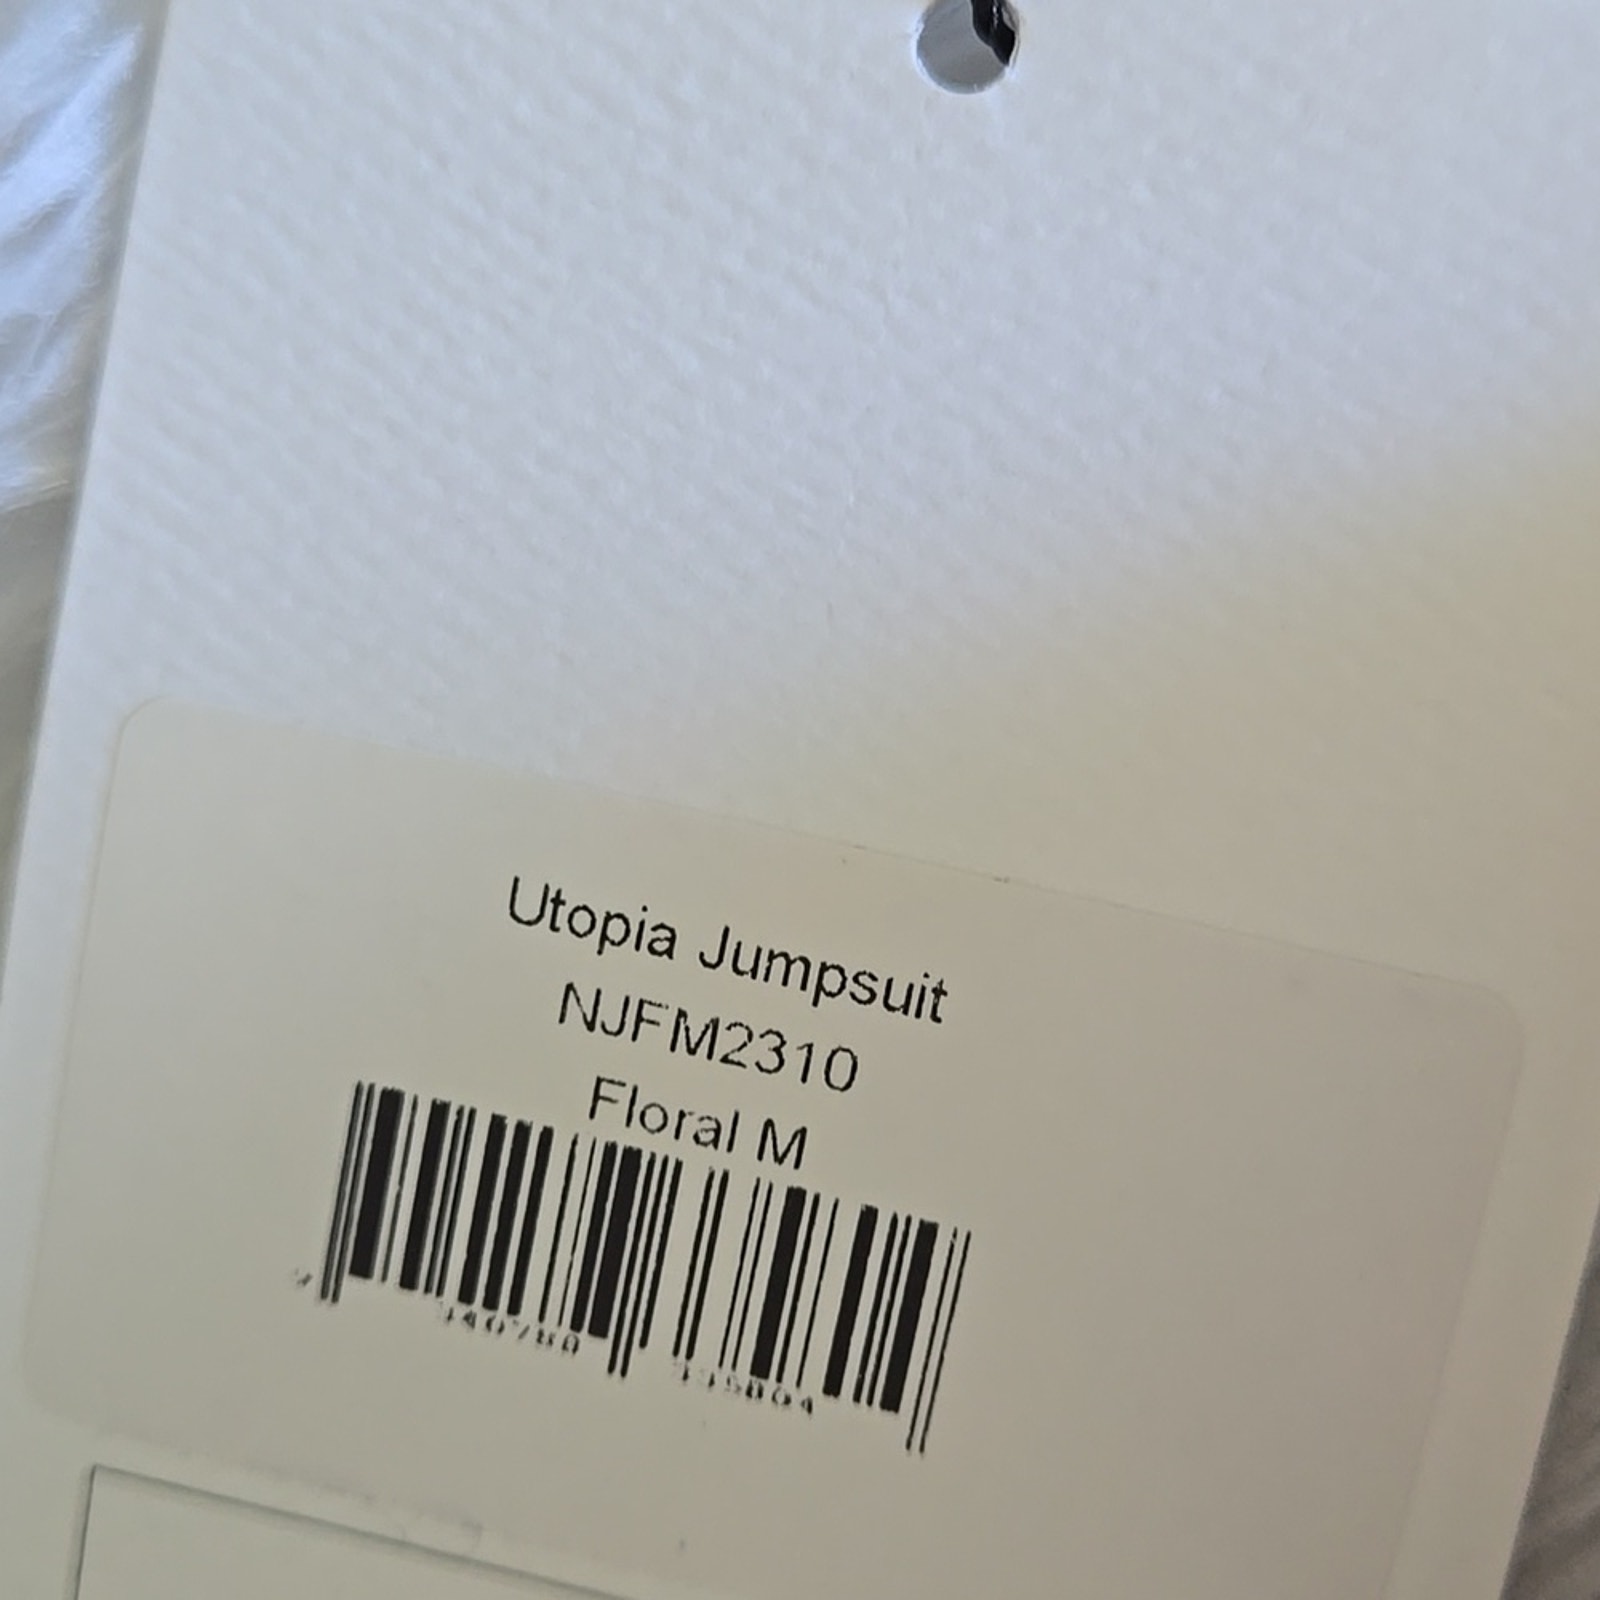 Utopia Jumpsuit
NJFM2310
Floral M